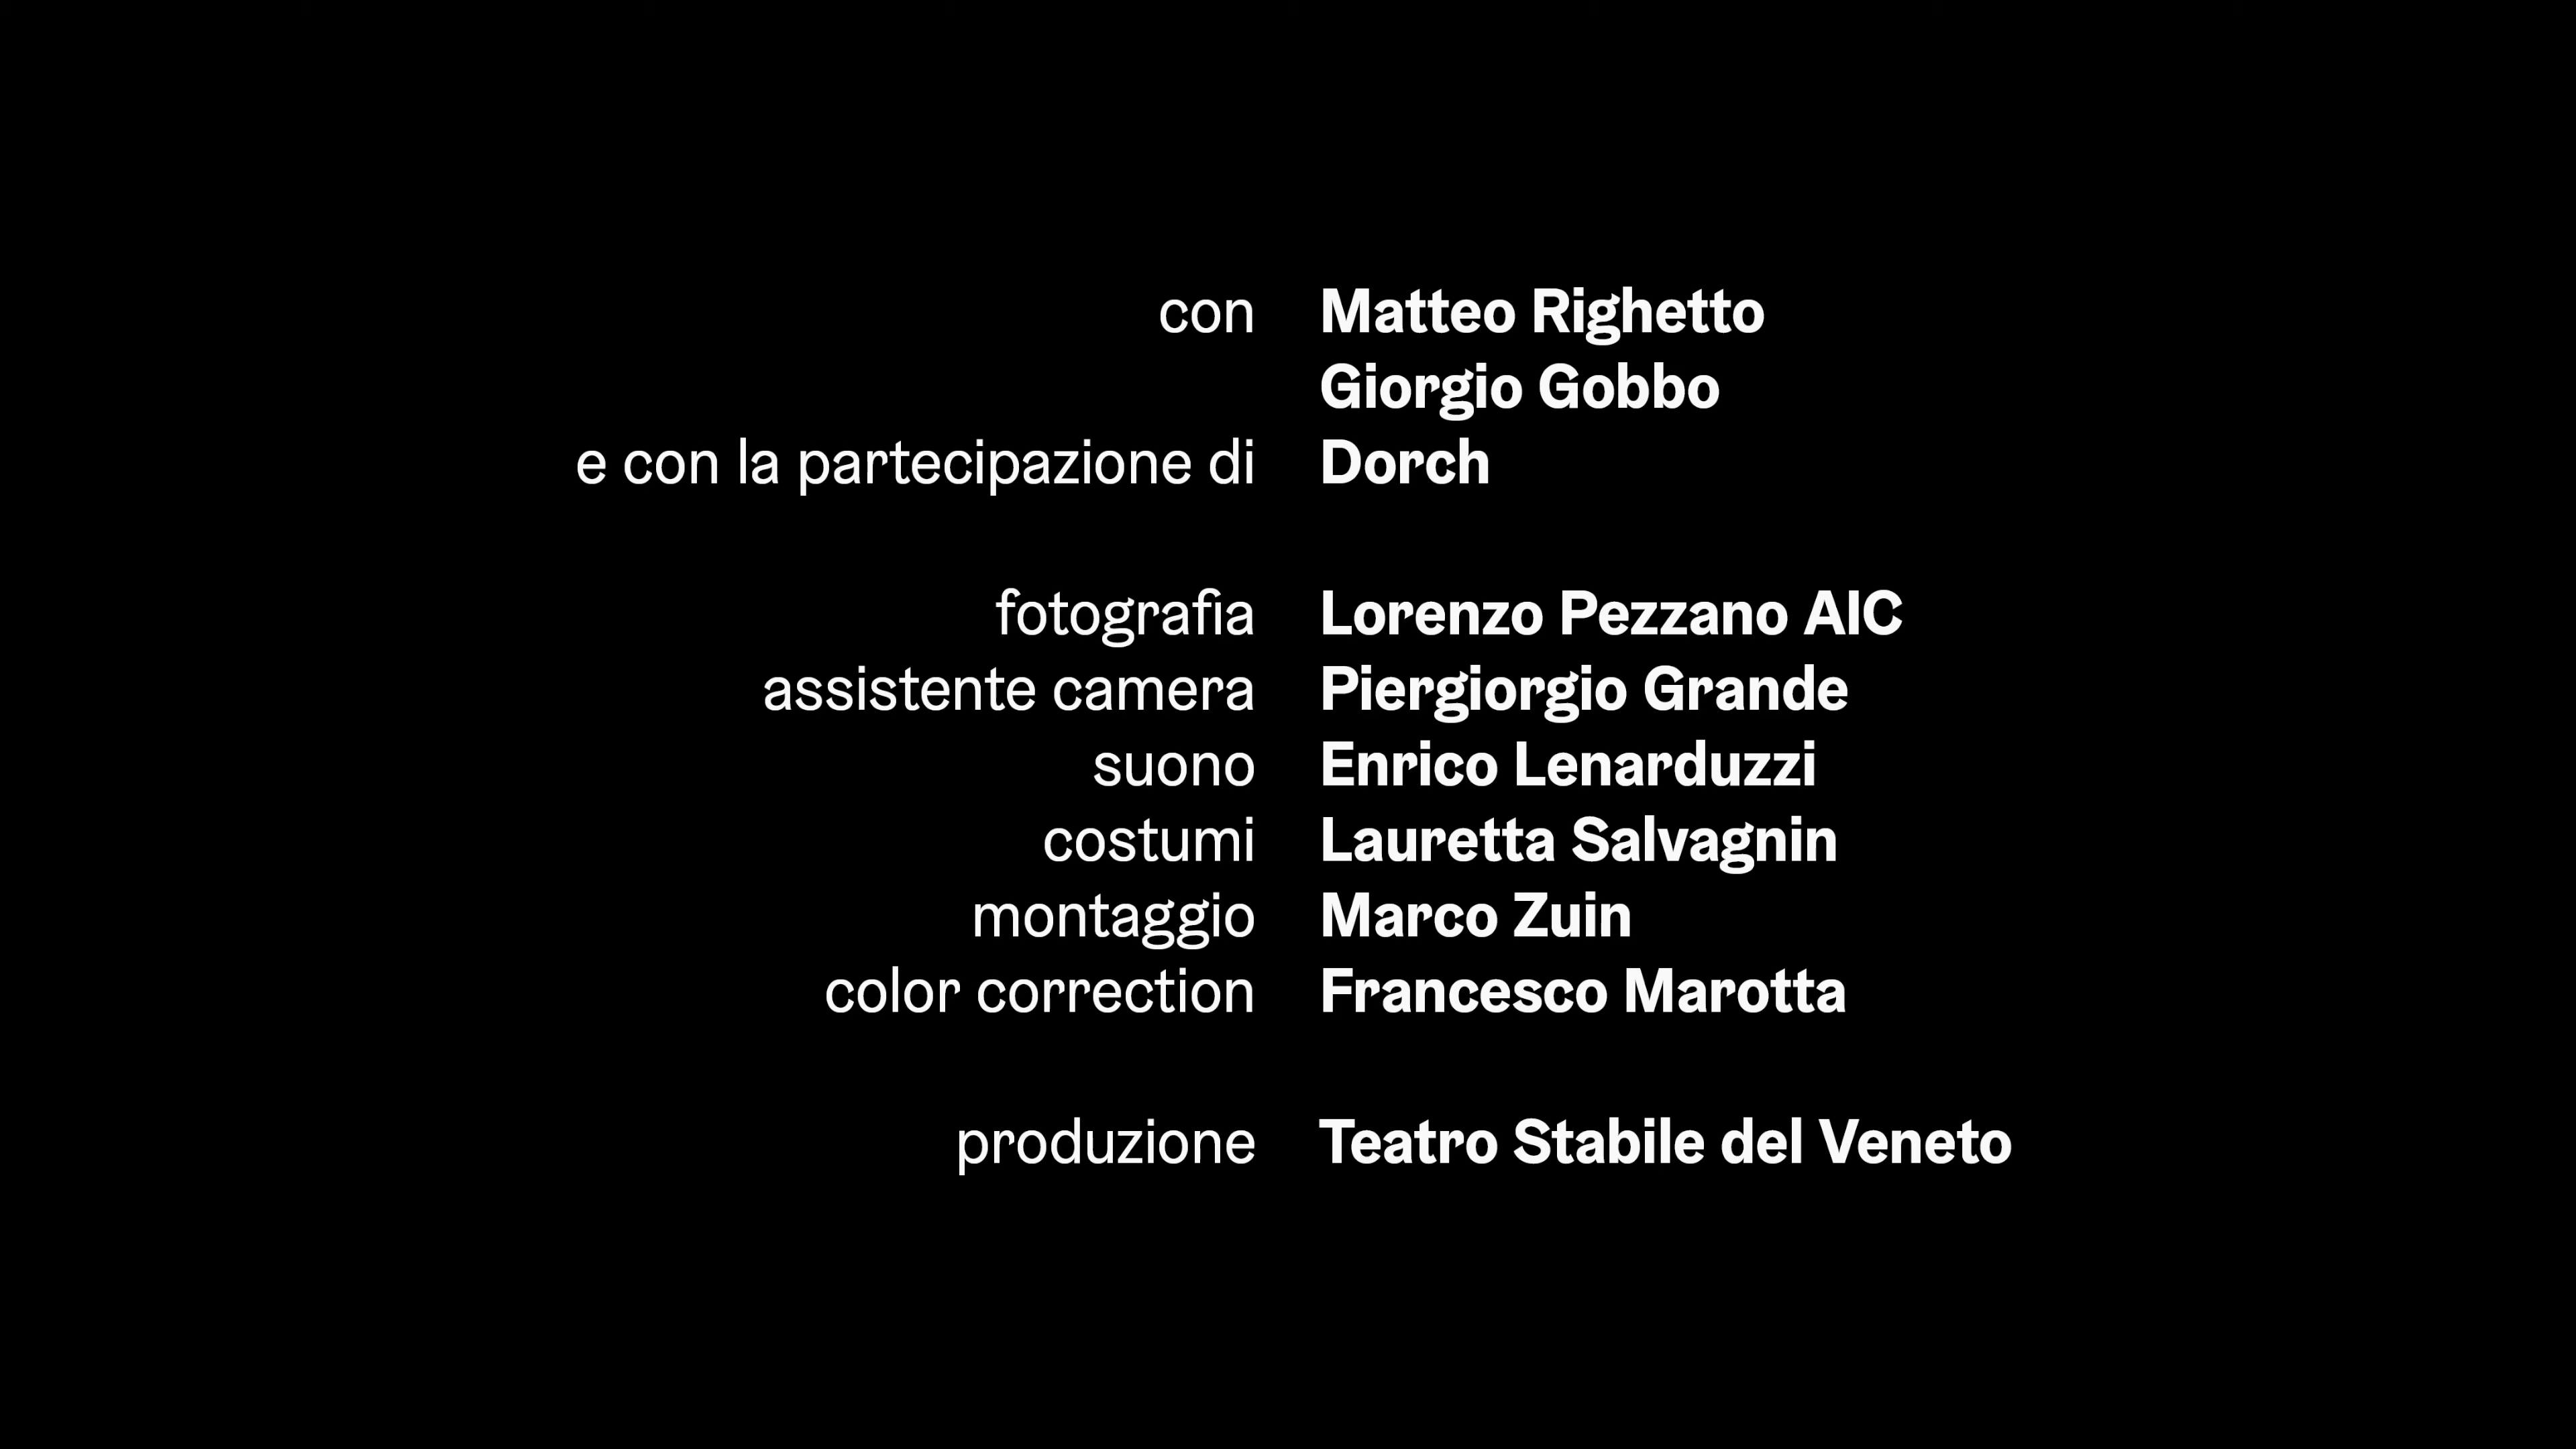 con Matteo Righetto
Giorgio Gobbo
e con la partecipazione di Dorch
fotografia Lorenzo Pezzano AIC
assistente camera Piergiorgio Grande
suono Enrico Lenarduzzi
costumi Lauretta Salvagnin
montaggio Marco Zuin
color correction Francesco Marotta
produzione Teatro Stabile del Veneto